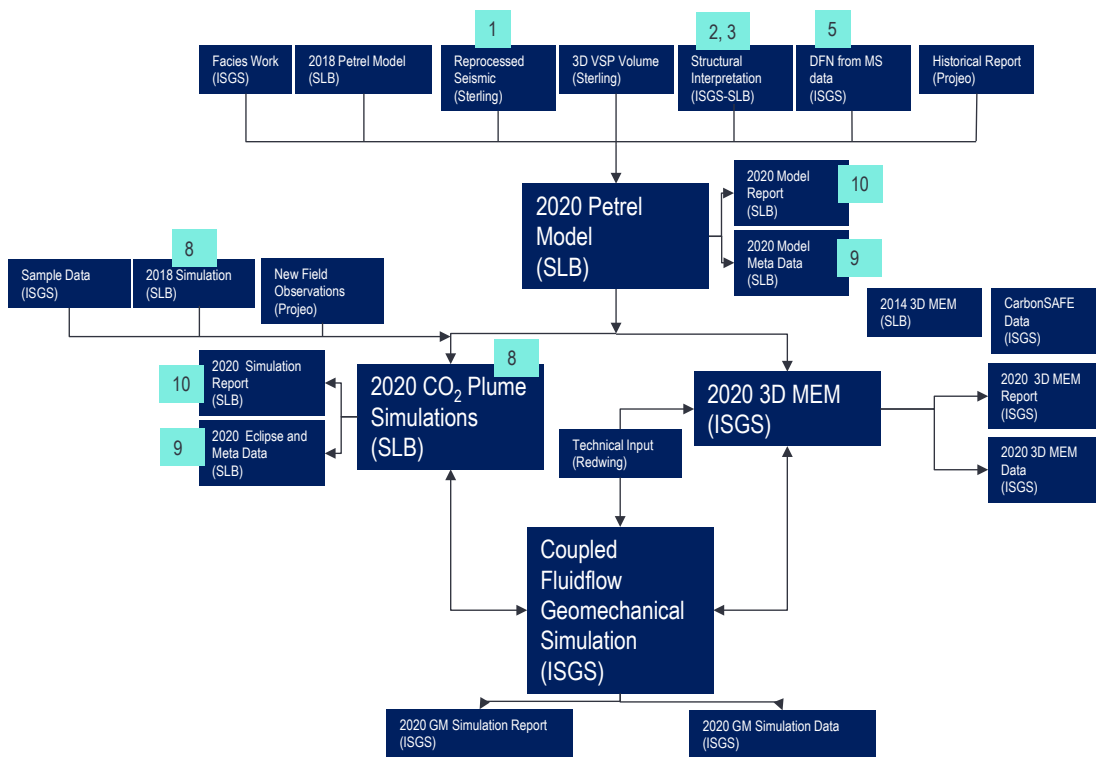 1
2, 3
5
Facies Work
(ISGS)
2018 Petrel Model
(SLB)
Reprocessed
Seismic
(Sterling)
3D VSP Volume
(Sterling)
Structural
Interpretation
(ISGS-SLB)
DFN from MS
data
(ISGS)
Historical Report
(Projeo)
2020 Petrel
Model
(SLB)
2020 Model
Report
(SLB)
10
2020 Model
Meta Data
(SLB)
9
8
Sample Data
(ISGS)
2018 Simulation
(SLB)
New Field
Observations
(Projeo)
2014 3D MEM
(SLB)
CarbonSAFE
Data
(ISGS)
10
2020 Simulation
Report
(SLB)
9
2020 Eclipse and
Meta Data
(SLB)
8
2020 CO₂ Plume
Simulations
(SLB)
Technical Input
(Redwing)
2020 3D MEM
(ISGS)
2020 3D MEM
Report
(ISGS)
2020 3D MEM
Data
(ISGS)
Coupled
Fluidflow
Geomechanical
Simulation
(ISGS)
2020 GM Simulation Report
(ISGS)
2020 GM Simulation Data
(ISGS)